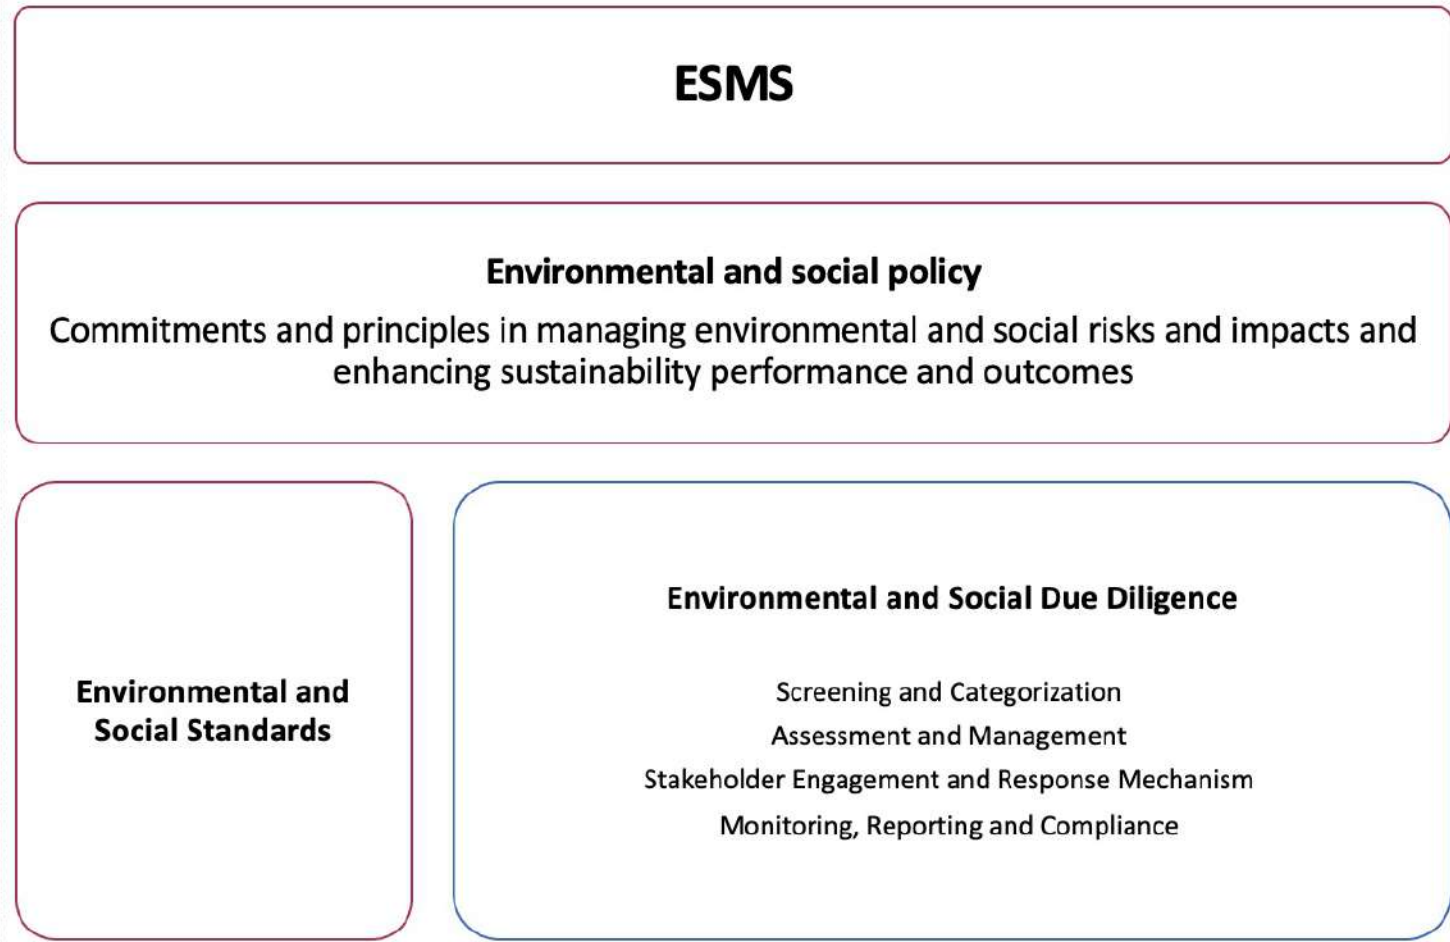 ESMS
Environmental and social policy
Commitments and principles in managing environmental and social risks and impacts and
enhancing sustainability performance and outcomes
Environmental and
Social Standards
Environmental and Social Due Diligence
Screening and Categorization
Assessment and Management
Stakeholder Engagement and Response Mechanism
Monitoring, Reporting and Compliance